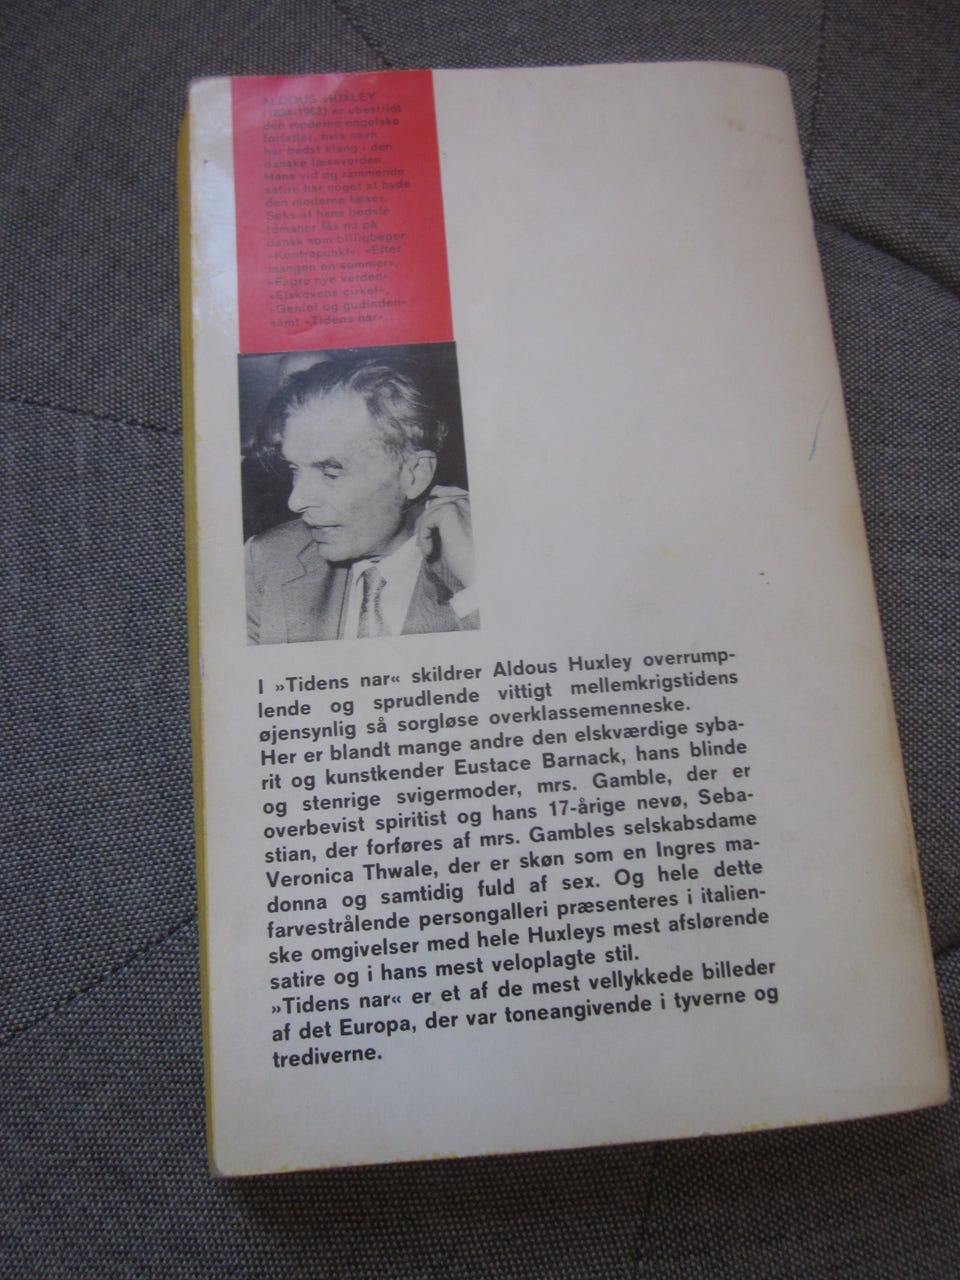 ALDOUS HUXLEY
(1894-1963) er ubestridt
den moderne engelske
forfatter, hvis navn
har bedst klang i den
danske læseverden
Hans vid og rammende
satire har noget at byde
den moderne læser.
Seks af hans bedste
romaner fås nu på
dansk som billigbøger:
»Kontrapunkt«, »Efter
mangen en sommer«,
»Fagre nye verden«,
»Elskovens cirkel«,
»Geniet og gudinden«
samt »Tidens nar«.
I »Tidens nar« skildrer Aldous Huxley overrump-
lende og sprudlende vittigt mellemkrigstidens
øjensynlig så sorgløse overklassemenneske.
Her er blandt mange andre den elskværdige syba-
rit og kunstkender Eustace Barnack, hans blinde
og stenrige svigermoder, mrs. Gamble, der er
overbevist spiritist og hans 17-årige nevø, Seba-
stian, der forføres af mrs. Gambles selskabsdame
Veronica Thwale, der er skøn som en Ingres ma-
donna og samtidig fuld af sex. Og hele dette
farvestrålende persongalleri præsenteres i italien-
ske omgivelser med hele Huxleys mest afslørende
satire og i hans mest veloplagte stil.
»Tidens nar« er et af de mest vellykkede billeder
af det Europa, der var toneangivende i tyverne og
trediverne.